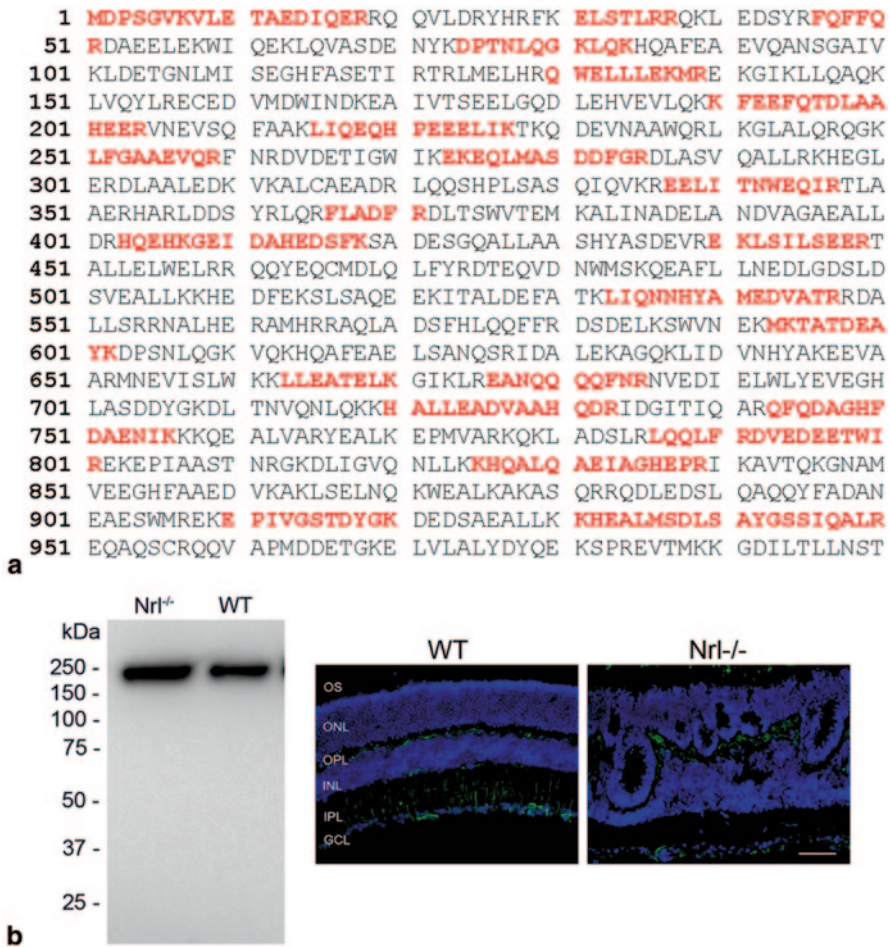 1 MDPSGVKVLE TAEDIQERRQ QVLDRYHRFK ELSTLRRQKL EDSYRFQFFQ
51 RDAEELEKWI QEKLQVASDE NYKDPTNLQG KLQKHQAFEA EVQANSGAIV
101 KLDETGNLMI SEGHFASETI RTRLMELHRQ WELLLEKMRE KGIKLLQAQK
151 LVQYLRECED VMDWINDKEA IVTSEELGQD LEHVEVLQKK FEEFQTDLAA
201 HEERVNEVSQ FAAKLIQEQH PEEELIKTKQ DEVNAAWQRL KGLALQRQGK
251 LFGAAEVQRF NRDVDETIGW IKEKEQLMAS DDFGRDLASV QALLRKHEGL
301 ERDLAALEDK VKALCAEADR LQQSHPLSAS QIQVKREELI TNWEQIRTLA
351 AERHARLDDS YRLQRFLADF RDLTSWVTEM KALINADELA NDVAGAEALL
401 DRHQEHKGEI DAHEDSFKSA DESGQALLAA SHYASDEVRE KLSILSEERT
451 ALLELWELRR QQYEQCMDLQ LFYRDTEQVD NWMSKQEAFL LNEDLGDSLD
501 SVEALLKKHE DFEKSLSAQE EKITALDEFA TKLIQNNHYA MEDVATRRDA
551 LLSRRNALHE RAMHRRAQLA DSFHLQQFFR DSDELKSWVN EKMKTATDEA
601 YKDPSNLQGK VQKHQAFEAE LSANQSRIDA LEKAGQKLID VNHYAKEEVA
651 ARMNEVISLW KKLLEATELK GIKLREANQQ QQFNRNVEDI ELWLYEVEGH
701 LASDDYGKDL TNVQNLQKKH ALLEADVAAH QDRIDGITIQ ARQFQDAGHF
751 DAENIKKKQE ALVARYEALK EPMVARKQKL ADSLRLQQLF RDVEDEETWI
801 REKEPIAAST NRGKDLIGVQ NLLKKHQALQ AEIAGHEPRI KAVTQKGNAM
851 VEEGHFAAED VKAKLSELNQ KWEALKAKAS QRRQDLEDSL QAQQYFADAN
901 EAESWMREKE PIVGSTDYGK DEDSAEALLK KHEALMSDLS AYGSSIQALR
951 EQAQSCRQQV APMDDETGKE LVLALYDYQE KSPREVTMKK GDILTLLNST
a
Nrl-/- WT
kDa
250 -
150 -
100 -
75 -
50 -
37 -
25 -
WT Nrl-/-
OS
ONL
OPL
INL
IPL
GCL
b